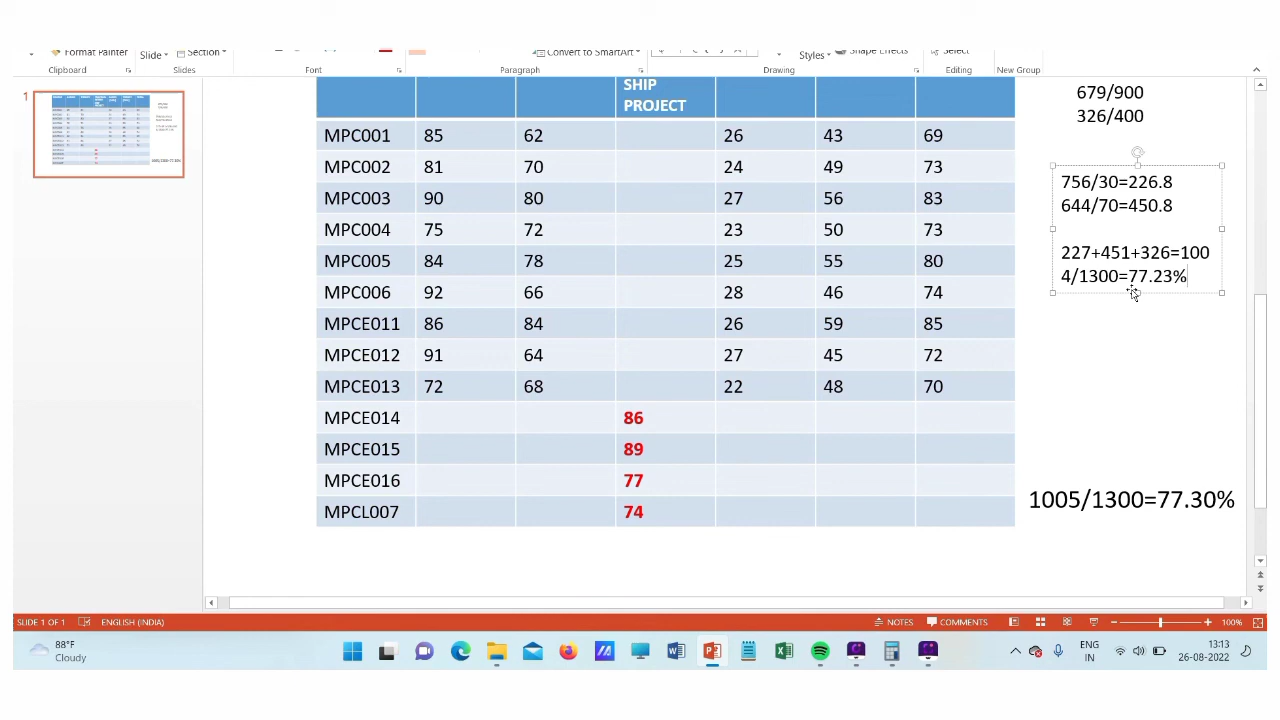 Format Painter
Slide
Section
Convert to SmartArt
Styles
Shape Effects
Select
Clipboard
Slides
Font
Paragraph
Drawing
Editing
New Group
1
SHIP
PROJECT
MPC001 85 62 26 43 69
MPC002 81 70 24 49 73
MPC003 90 80 27 56 83
MPC004 75 72 23 50 73
MPC005 84 78 25 55 80
MPC006 92 66 28 46 74
MPCE011 86 84 26 59 85
MPCE012 91 64 27 45 72
MPCE013 72 68 22 48 70
MPCE014 86
MPCE015 89
MPCE016 77
MPCL007 74
679/900
326/400
756/30=226.8
644/70=450.8
227+451+326=100
4/1300=77.23%
1005/1300=77.30%
1005/1300=77.30%
SLIDE 1 OF 1
ENGLISH (INDIA)
NOTES
COMMENTS
100%
88°F
Cloudy
ENG
IN
13:13
26-08-2022